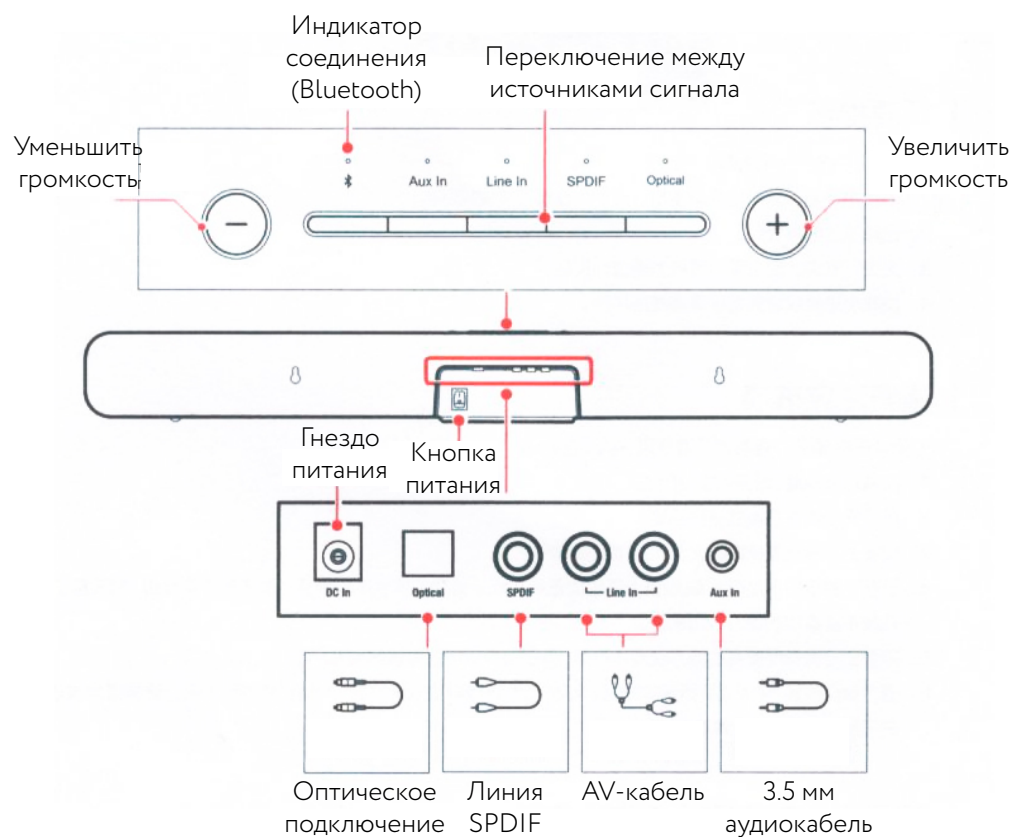 Индикатор
соединения
(Bluetooth)
Переключение между
источниками сигнала
Уменьшить
громкость
Увеличить
громкость
Aux In
Line In
SPDIF
Optical
−
+
Гнездо
питания
Кнопка
питания
DC In
Optical
SPDIF
Line In
Aux In
Оптическое
подключение
Линия
SPDIF
AV-кабель
3.5 мм
аудиокабель